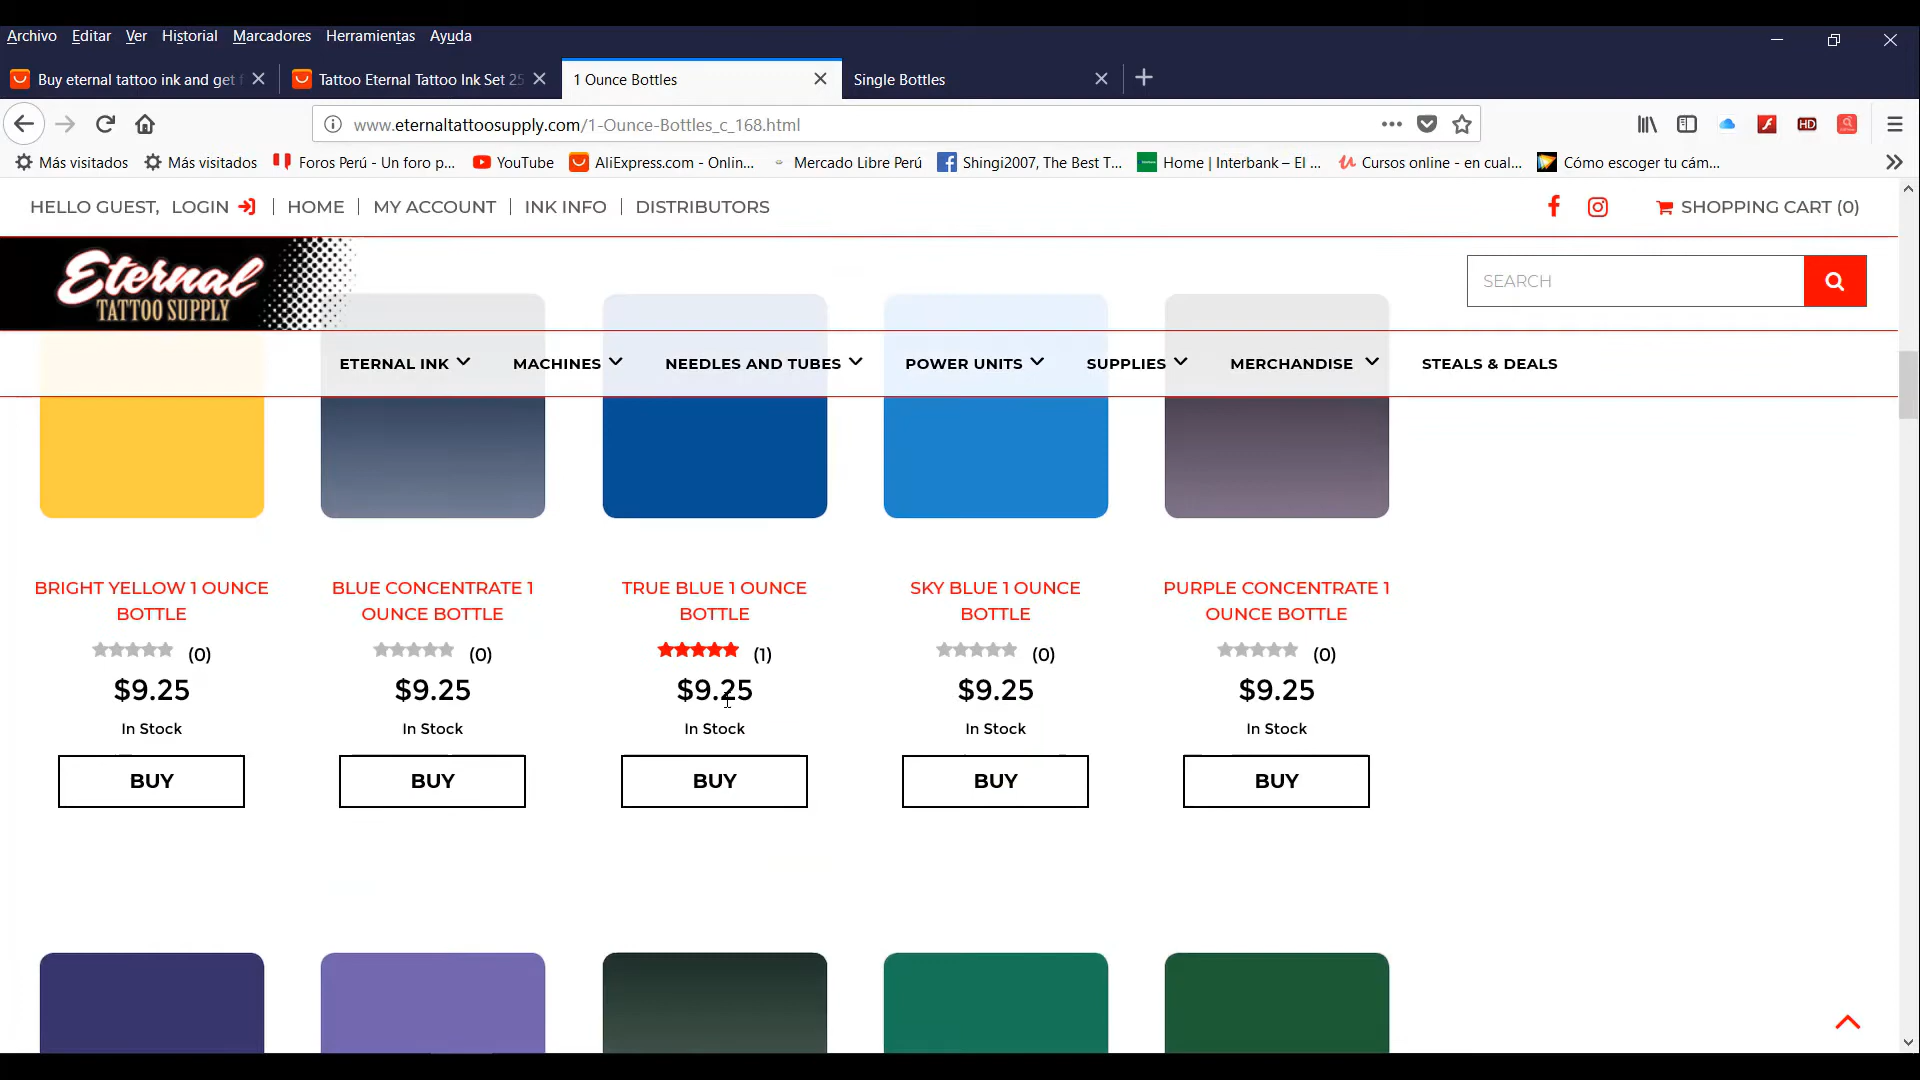 Archivo Editar Ver Historial Marcadores Herramientas Ayuda
Buy eternal tattoo ink and get
Tattoo Eternal Tattoo Ink Set 25
1 Ounce Bottles
Single Bottles
www.eternaltattoosupply.com/1-Ounce-Bottles_c_168.html
Más visitados Más visitados Foros Perú - Un foro p... YouTube AliExpress.com - Onlin... Mercado Libre Perú Shingi2007, The Best T... Home | Interbank – El ... Cursos online - en cual... Cómo escoger tu cám...
HELLO GUEST, LOGIN | HOME | MY ACCOUNT | INK INFO | DISTRIBUTORS
SHOPPING CART (0)
Eternal
TATTOO SUPPLY
SEARCH
ETERNAL INK MACHINES NEEDLES AND TUBES POWER UNITS SUPPLIES MERCHANDISE STEALS & DEALS
BRIGHT YELLOW 1 OUNCE
BOTTLE
(0)
$9.25
In Stock
BUY
BLUE CONCENTRATE 1
OUNCE BOTTLE
(0)
$9.25
In Stock
BUY
TRUE BLUE 1 OUNCE
BOTTLE
(1)
$9.25
In Stock
BUY
SKY BLUE 1 OUNCE
BOTTLE
(0)
$9.25
In Stock
BUY
PURPLE CONCENTRATE 1
OUNCE BOTTLE
(0)
$9.25
In Stock
BUY